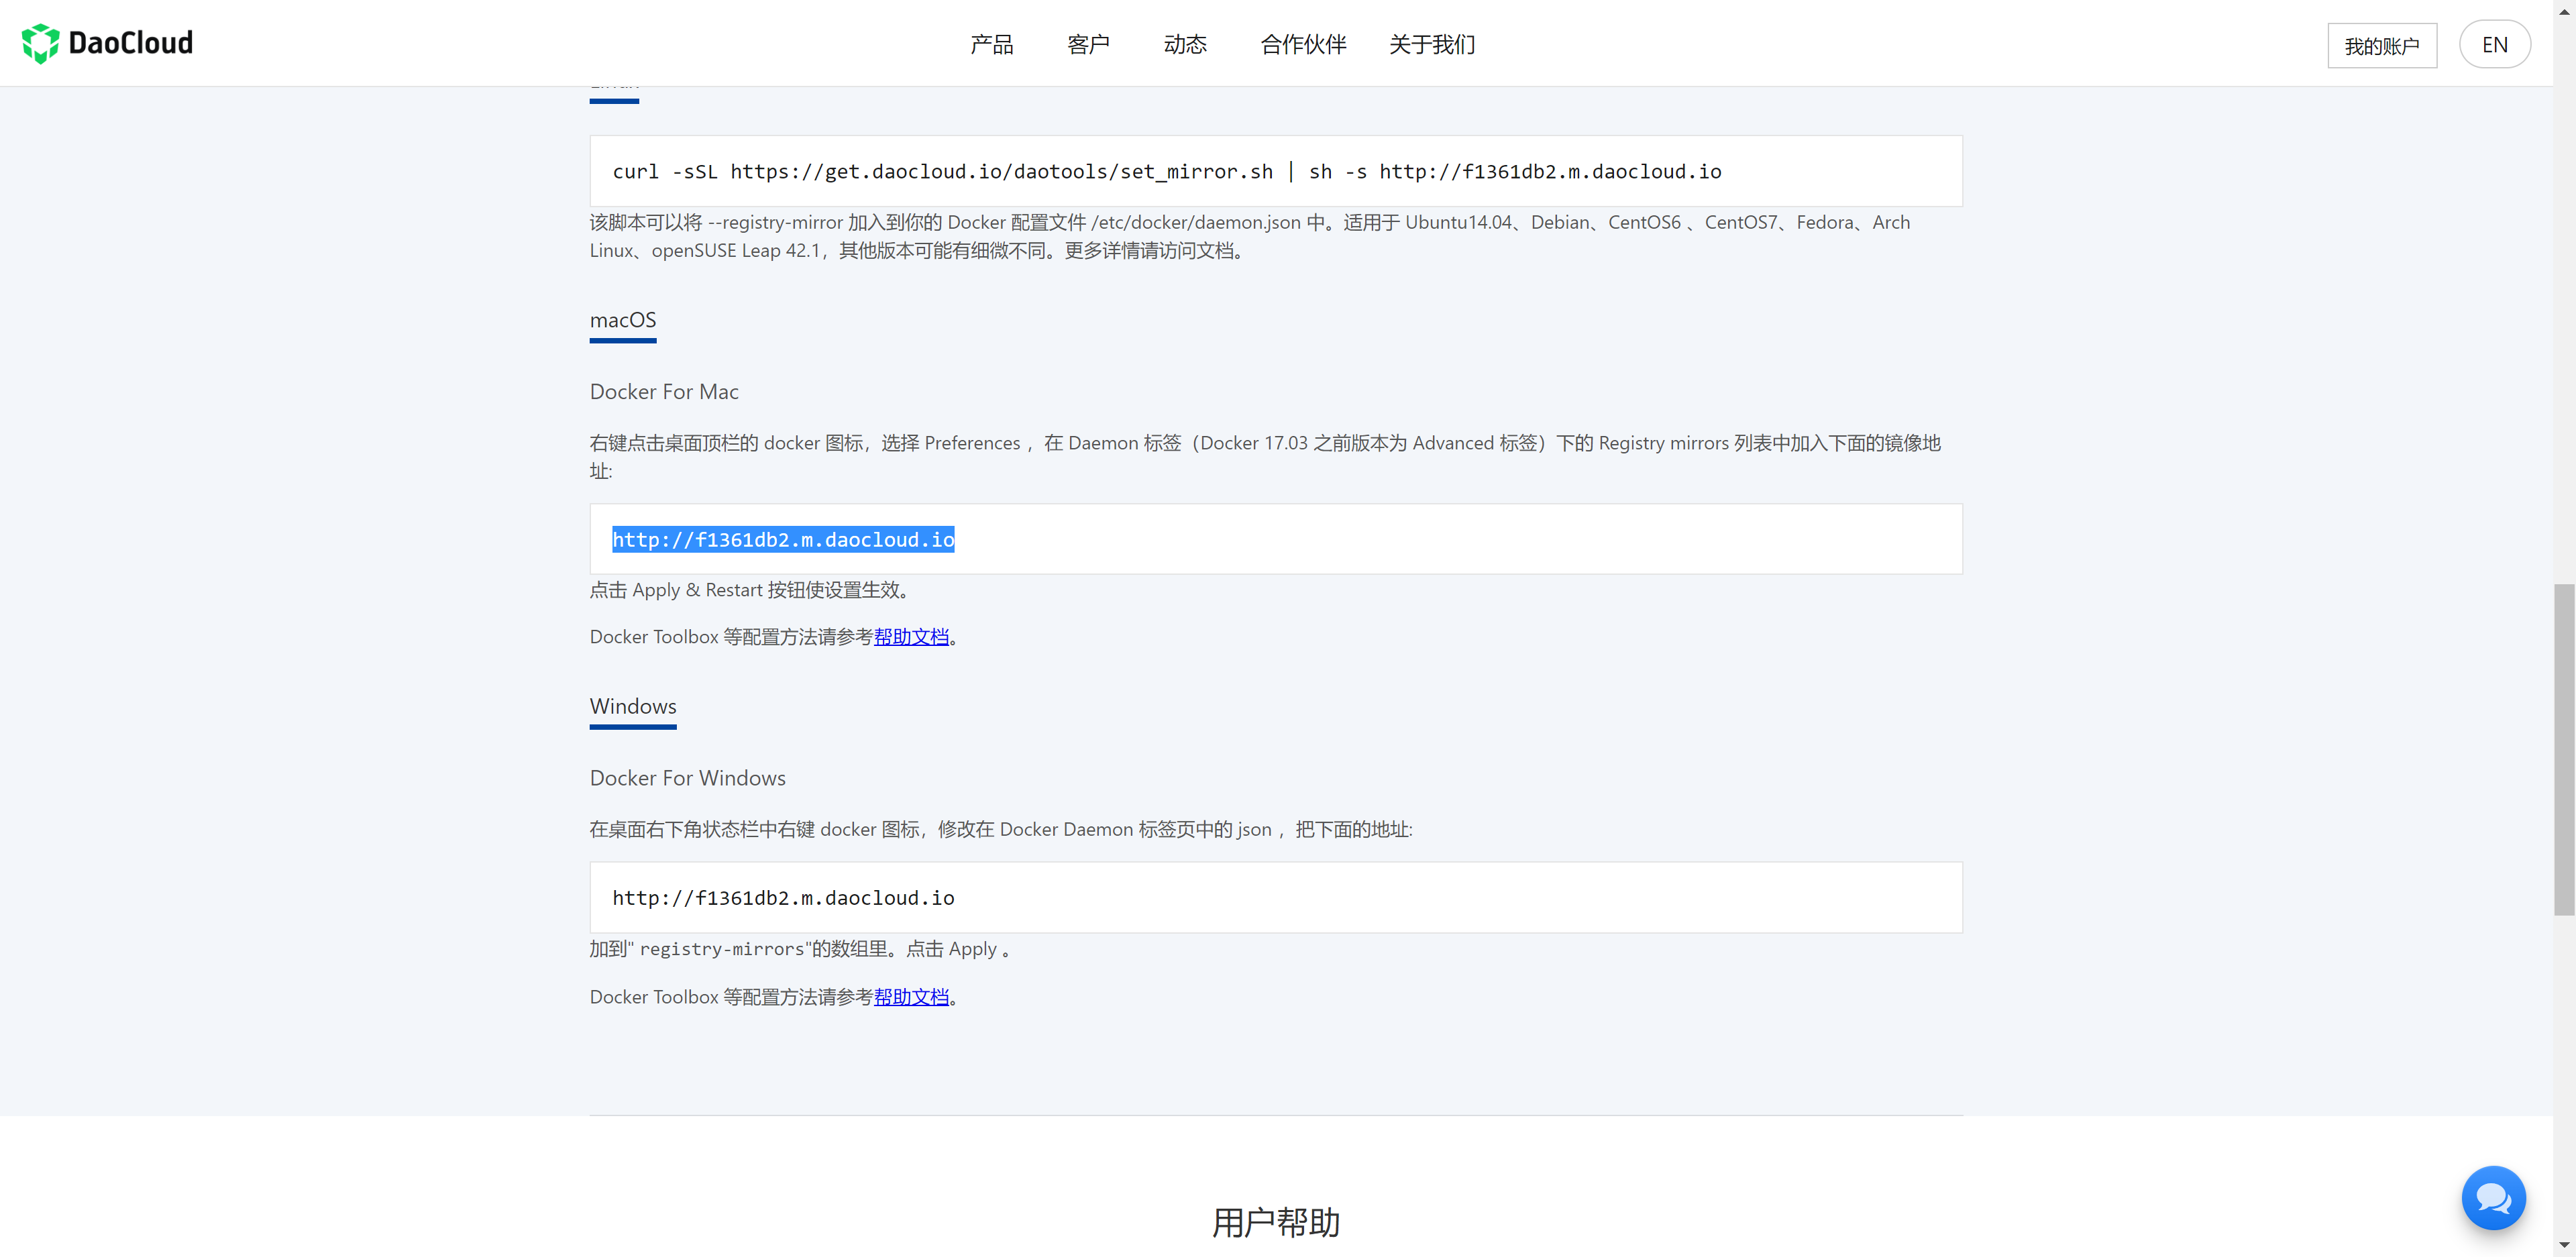 DaoCloud
产品 客户 动态 合作伙伴 关于我们 我的账户 EN
curl -sSL https://get.daocloud.io/daotools/set_mirror.sh | sh -s http://f1361db2.m.daocloud.io
该脚本可以将 --registry-mirror 加入到你的 Docker 配置文件 /etc/docker/daemon.json 中。适用于 Ubuntu14.04、Debian、CentOS6 、CentOS7、Fedora、Arch
Linux、openSUSE Leap 42.1，其他版本可能有细微不同。更多详情请访问文档。
macOS
Docker For Mac
右键点击桌面顶栏的 docker 图标，选择 Preferences ，在 Daemon 标签（Docker 17.03 之前版本为 Advanced 标签）下的 Registry mirrors 列表中加入下面的镜像地
址:
http://f1361db2.m.daocloud.io
点击 Apply & Restart 按钮使设置生效。
Docker Toolbox 等配置方法请参考帮助文档。
Windows
Docker For Windows
在桌面右下角状态栏中右键 docker 图标，修改在 Docker Daemon 标签页中的 json ，把下面的地址:
http://f1361db2.m.daocloud.io
加到" registry-mirrors"的数组里。点击 Apply 。
Docker Toolbox 等配置方法请参考帮助文档。
用户帮助